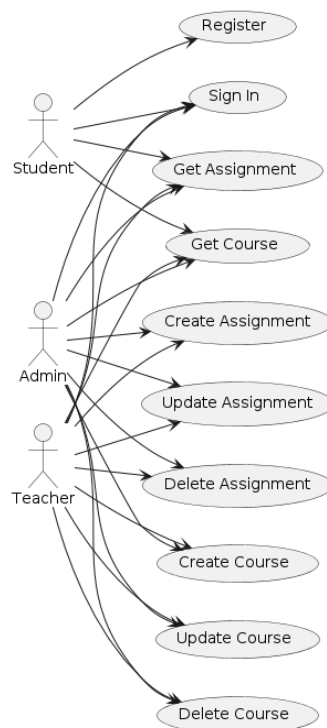 Register
Sign In
Student
Get Assignment
Get Course
Create Assignment
Admin
Update Assignment
Teacher
Delete Assignment
Create Course
Update Course
Delete Course